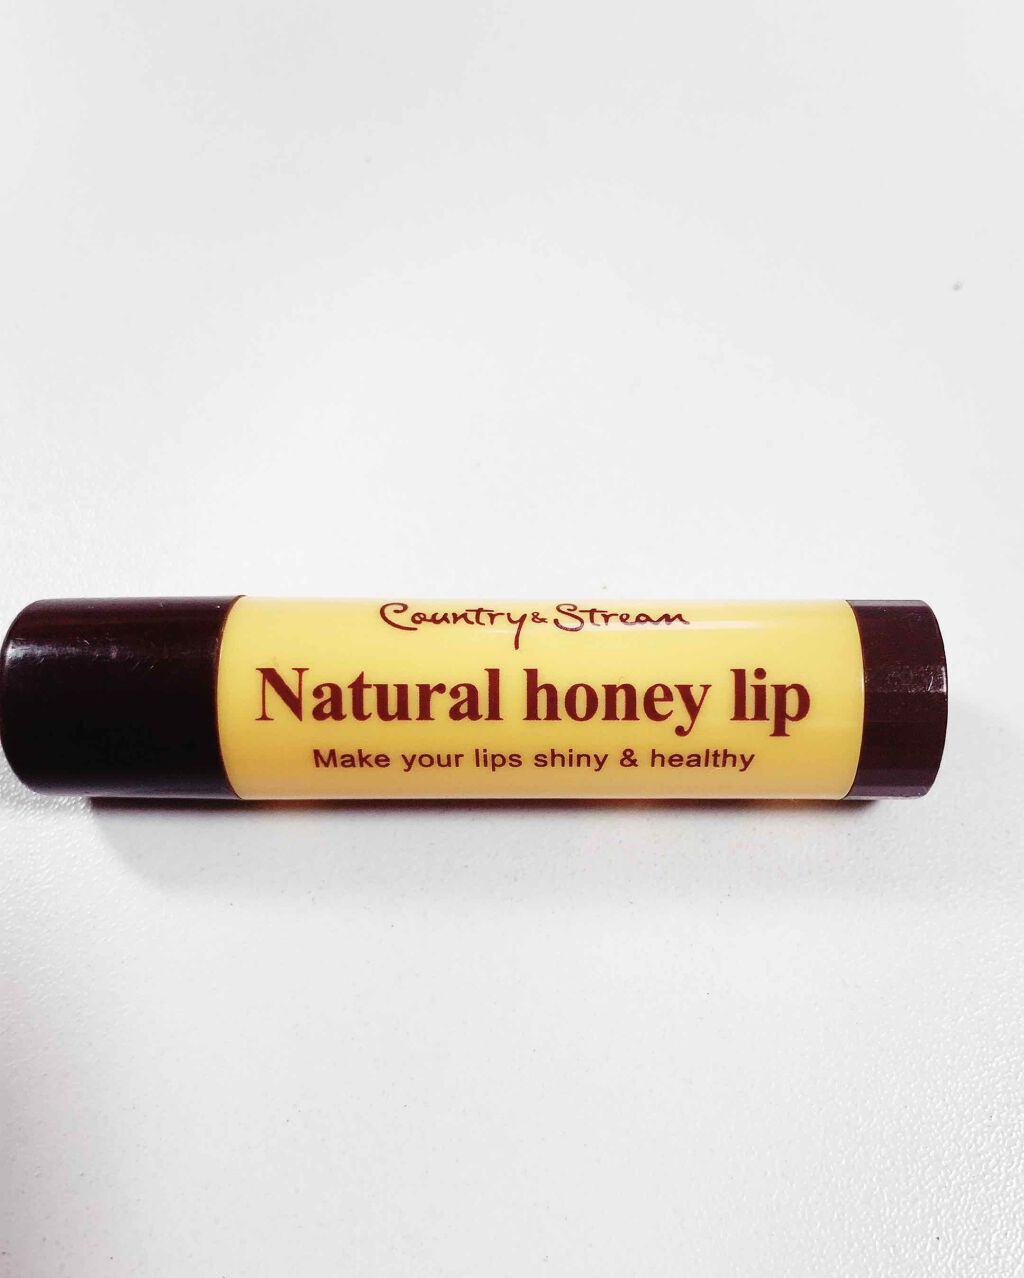 Country & Stream
Natural honey lip
Make your lips shiny & healthy